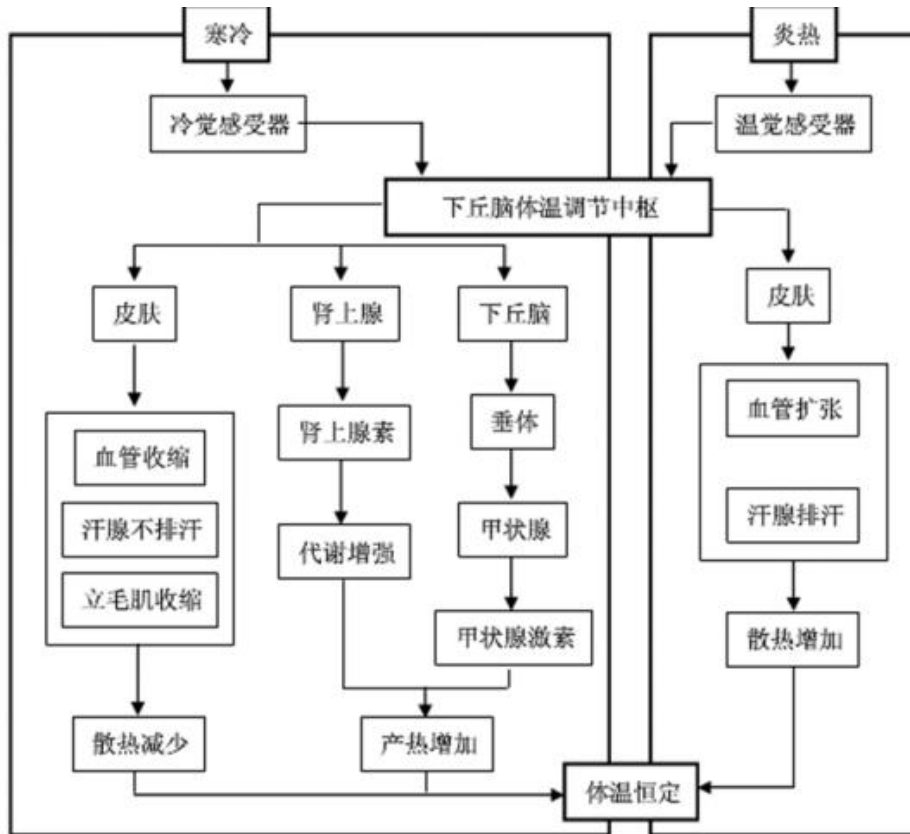 寒冷
炎热
冷觉感受器
温觉感受器
下丘脑体温调节中枢
皮肤
肾上腺
下丘脑
皮肤
血管收缩
汗腺不排汗
立毛肌收缩
肾上腺素
代谢增强
垂体
甲状腺
甲状腺激素
血管扩张
汗腺排汗
散热增加
散热减少
产热增加
体温恒定